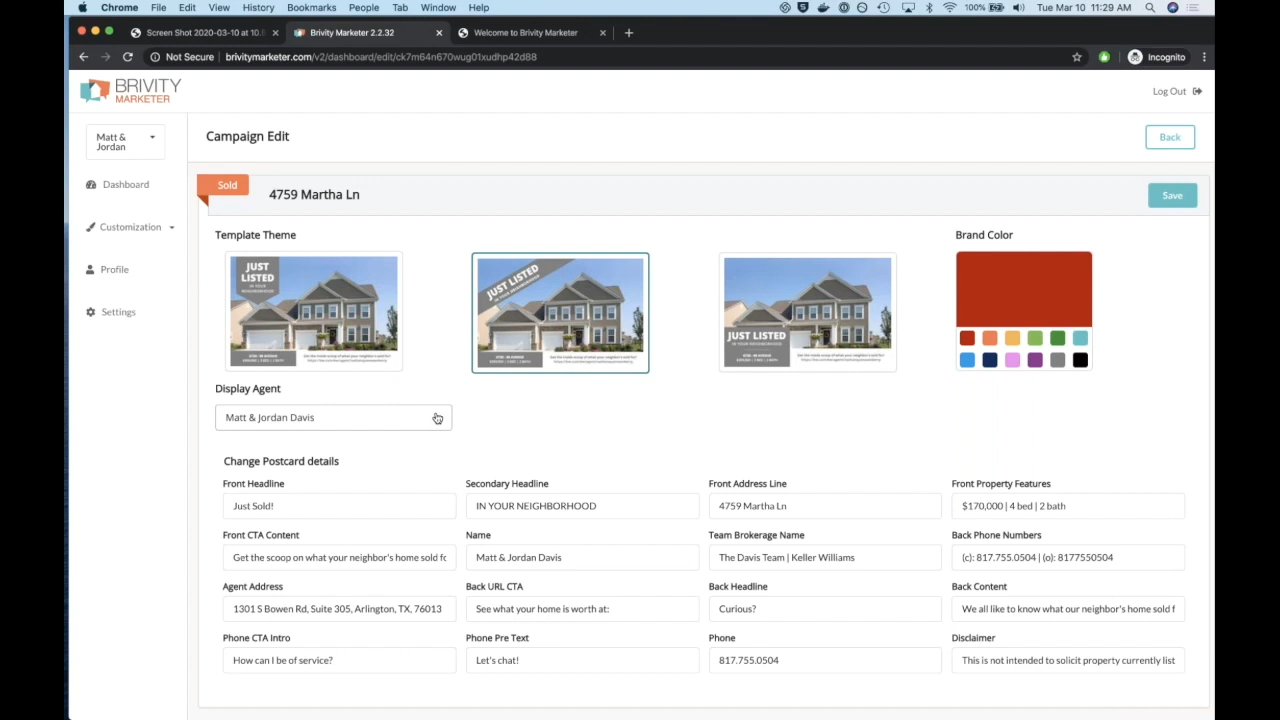 Chrome File Edit View History Bookmarks People Tab Window Help 100% Tue Mar 10 11:29 AM
Screen Shot 2020-03-10 at 10.8 Brivity Marketer 2.2.32 Welcome to Brivity Marketer
Not Secure brivitymarketer.com/v2/dashboard/edit/ck7m64n670wug01xudhp42d88 Incognito
BRIVITY
MARKETER
Log Out
Matt &
Jordan
Dashboard
Customization
Profile
Settings
Campaign Edit
Back
Sold
4759 Martha Ln
Save
Template Theme
Brand Color
JUST
LISTED
IN YOUR
NEIGHBORHOOD
JUST LISTED
JUST LISTED
IN YOUR NEIGHBORHOOD
Display Agent
Matt & Jordan Davis
Change Postcard details
Front Headline Secondary Headline Front Address Line Front Property Features
Just Sold! IN YOUR NEIGHBORHOOD 4759 Martha Ln $170,000 | 4 bed | 2 bath
Front CTA Content Name Team Brokerage Name Back Phone Numbers
Get the scoop on what your neighbor's home sold fo Matt & Jordan Davis The Davis Team | Keller Williams (c): 817.755.0504 | (o): 8177550504
Agent Address Back URL CTA Back Headline Back Content
1301 S Bowen Rd, Suite 305, Arlington, TX, 76013 See what your home is worth at: Curious? We all like to know what our neighbor's home sold f
Phone CTA Intro Phone Pre Text Phone Disclaimer
How can I be of service? Let's chat! 817.755.0504 This is not intended to solicit property currently list